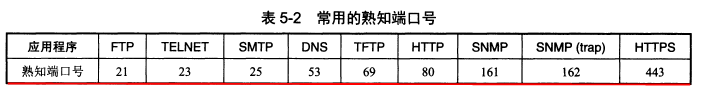 表 5-2 常用的熟知端口号
应用程序 FTP TELNET SMTP DNS TFTP HTTP SNMP SNMP (trap) HTTPS
熟知端口号 21 23 25 53 69 80 161 162 443